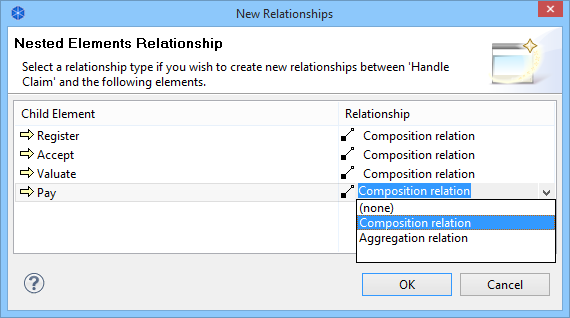 New Relationships
Nested Elements Relationship
Select a relationship type if you wish to create new relationships between 'Handle
Claim' and the following elements.
Child Element Relationship
Register Composition relation
Accept Composition relation
Valuate Composition relation
Pay Composition relation
(none)
Composition relation
Aggregation relation
? OK Cancel